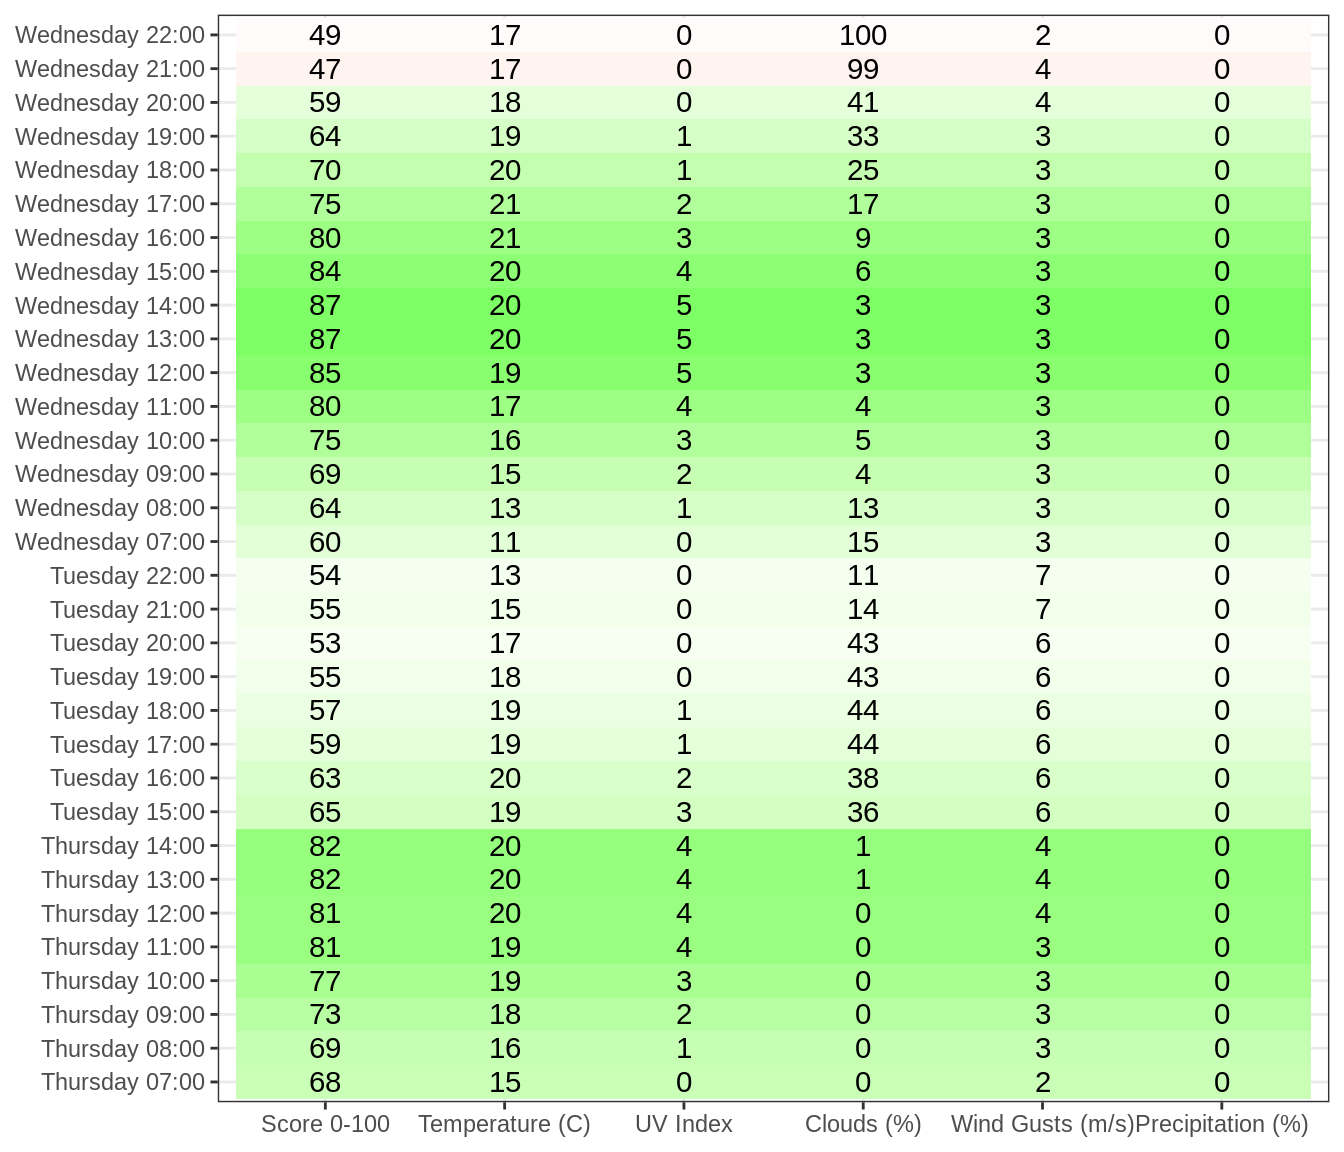 Wednesday 22:00 49 17 0 100 2 0
Wednesday 21:00 47 17 0 99 4 0
Wednesday 20:00 59 18 0 41 4 0
Wednesday 19:00 64 19 1 33 3 0
Wednesday 18:00 70 20 1 25 3 0
Wednesday 17:00 75 21 2 17 3 0
Wednesday 16:00 80 21 3 9 3 0
Wednesday 15:00 84 20 4 6 3 0
Wednesday 14:00 87 20 5 3 3 0
Wednesday 13:00 87 20 5 3 3 0
Wednesday 12:00 85 19 5 3 3 0
Wednesday 11:00 80 17 4 4 3 0
Wednesday 10:00 75 16 3 5 3 0
Wednesday 09:00 69 15 2 4 3 0
Wednesday 08:00 64 13 1 13 3 0
Wednesday 07:00 60 11 0 15 3 0
Tuesday 22:00 54 13 0 11 7 0
Tuesday 21:00 55 15 0 14 7 0
Tuesday 20:00 53 17 0 43 6 0
Tuesday 19:00 55 18 0 43 6 0
Tuesday 18:00 57 19 1 44 6 0
Tuesday 17:00 59 19 1 44 6 0
Tuesday 16:00 63 20 2 38 6 0
Tuesday 15:00 65 19 3 36 6 0
Thursday 14:00 82 20 4 1 4 0
Thursday 13:00 82 20 4 1 4 0
Thursday 12:00 81 20 4 0 4 0
Thursday 11:00 81 19 4 0 3 0
Thursday 10:00 77 19 3 0 3 0
Thursday 09:00 73 18 2 0 3 0
Thursday 08:00 69 16 1 0 3 0
Thursday 07:00 68 15 0 0 2 0
Score 0-100 Temperature (C) UV Index Clouds (%) Wind Gusts (m/s) Precipitation (%)